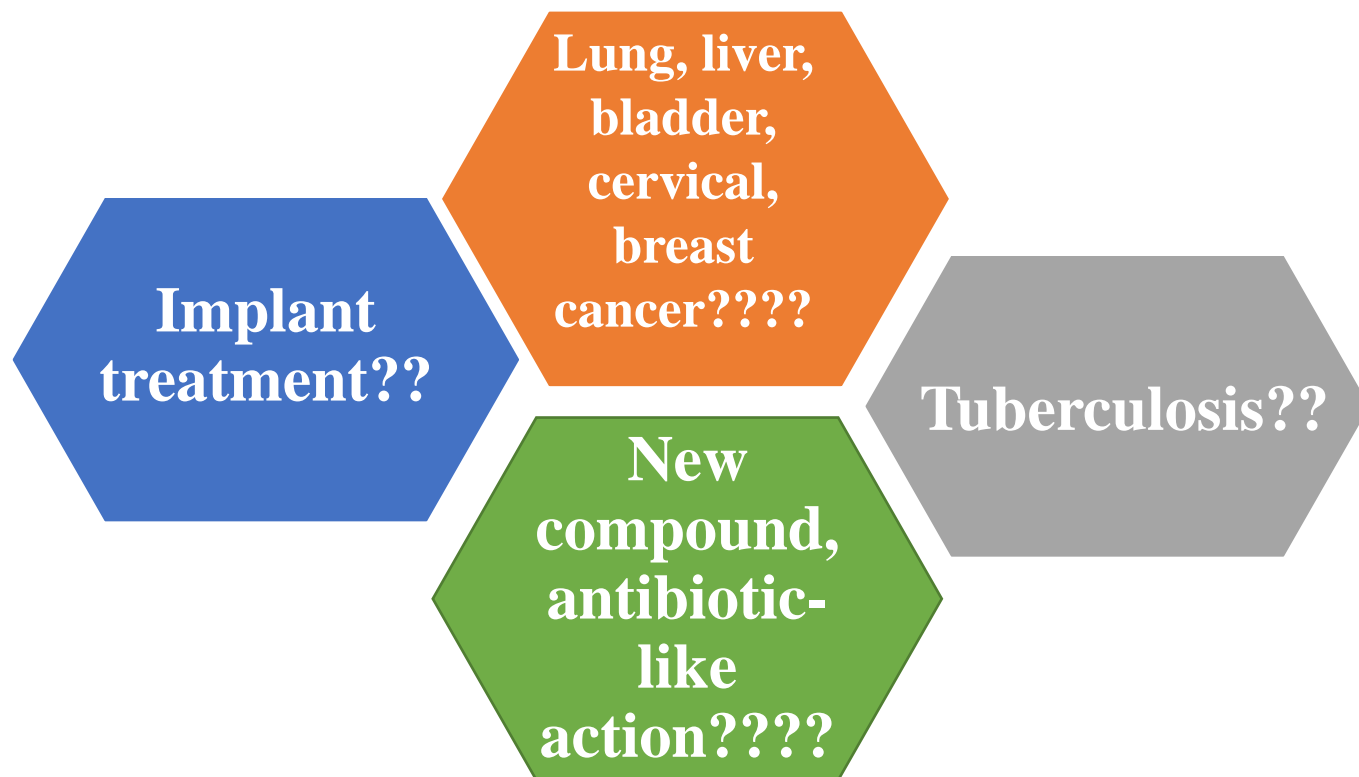 Lung, liver,
bladder,
cervical,
breast
cancer????
Implant
treatment??
Tuberculosis??
New
compound,
antibiotic-
like
action????